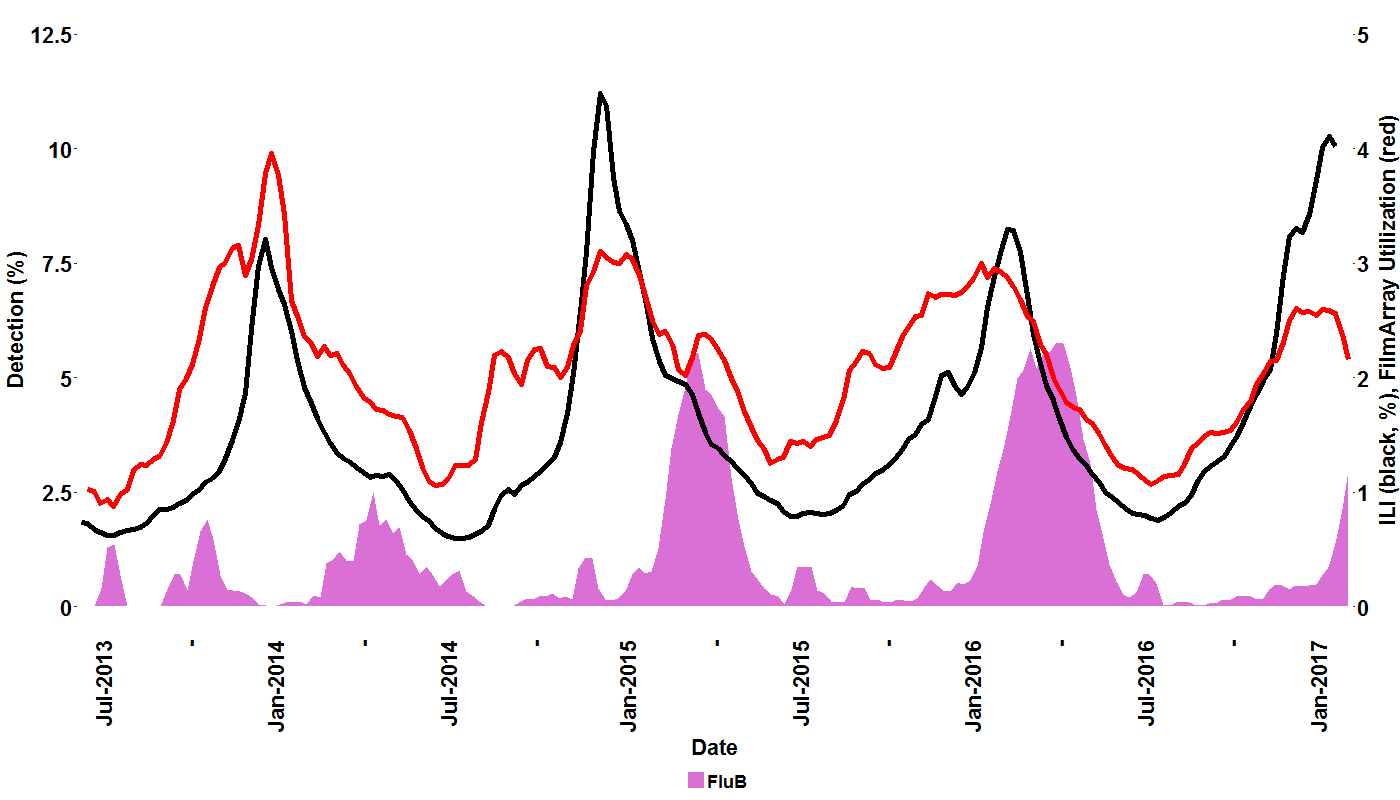 12.5
10
7.5
5
2.5
0
Detection (%)
5
4
3
2
1
0
ILI (black, %), FilmArray Utilization (red)
Jul-2013
-
Jan-2014
-
Jul-2014
-
Jan-2015
-
Jul-2015
-
Jan-2016
-
Jul-2016
-
Jan-2017
Date
FluB